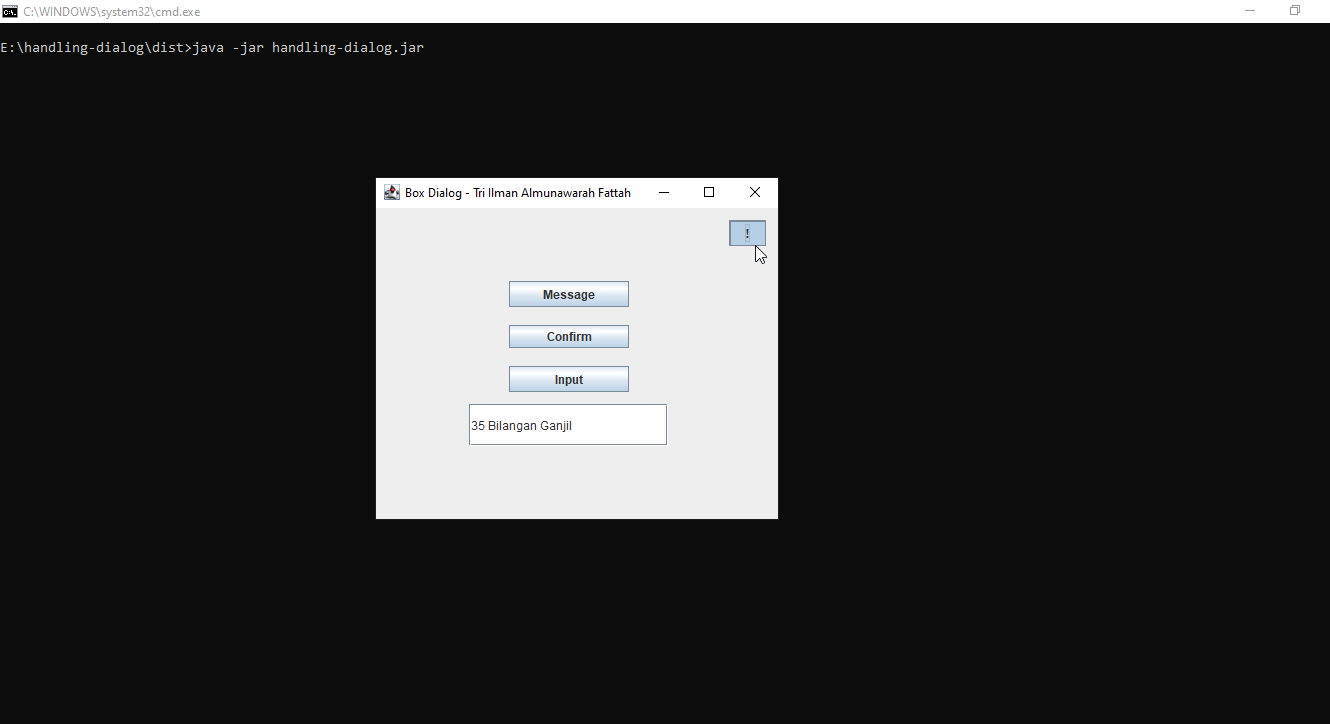 C:\WINDOWS\system32\cmd.exe
E:\handling-dialog\dist>java -jar handling-dialog.jar
Box Dialog - Tri Ilman Almunawarah Fattah
!
Message
Confirm
Input
35 Bilangan Ganjil